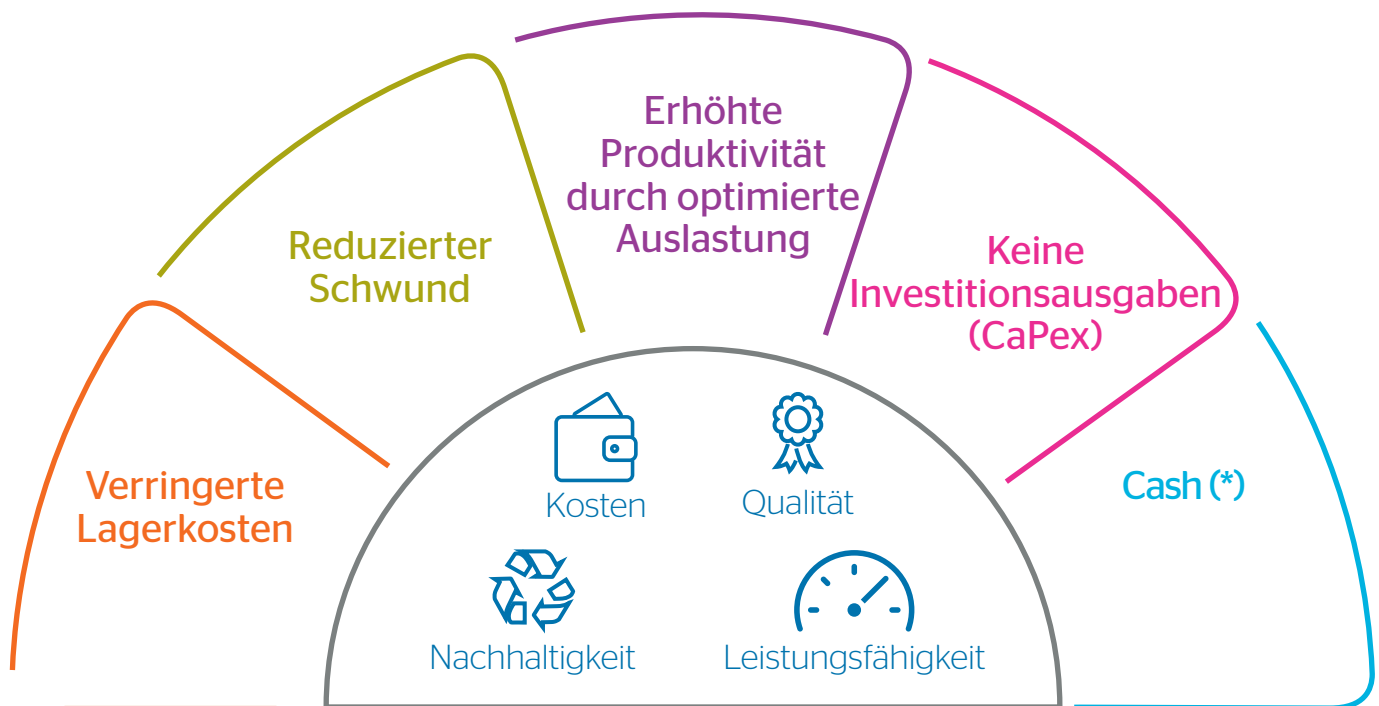 Erhöhte
Produktivität
durch optimierte
Auslastung
Reduzierter
Schwund
Keine
Investitionsausgaben
(CaPex)
Verringerte
Lagerkosten
Cash (*)
Kosten
Qualität
Nachhaltigkeit
Leistungsfähigkeit